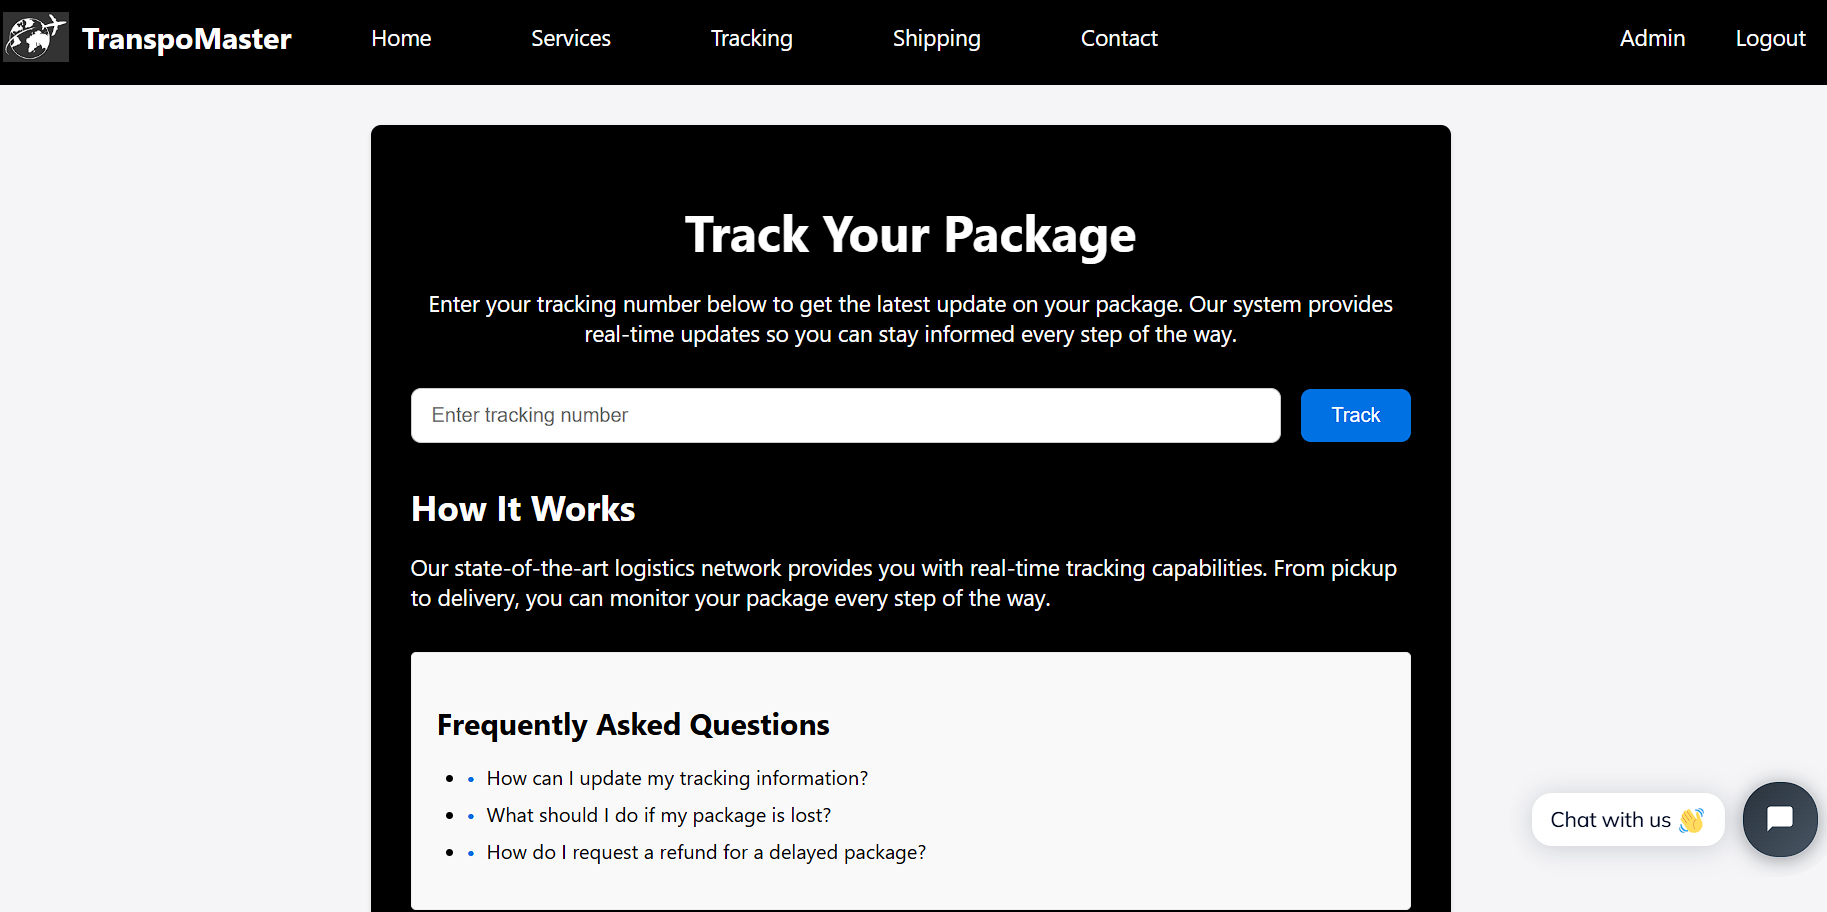 TranspoMaster Home Services Tracking Shipping Contact Admin Logout
Track Your Package
Enter your tracking number below to get the latest update on your package. Our system provides
real-time updates so you can stay informed every step of the way.
Enter tracking number Track
How It Works
Our state-of-the-art logistics network provides you with real-time tracking capabilities. From pickup
to delivery, you can monitor your package every step of the way.
Frequently Asked Questions
• • How can I update my tracking information?
• • What should I do if my package is lost?
• • How do I request a refund for a delayed package?
Chat with us 👋